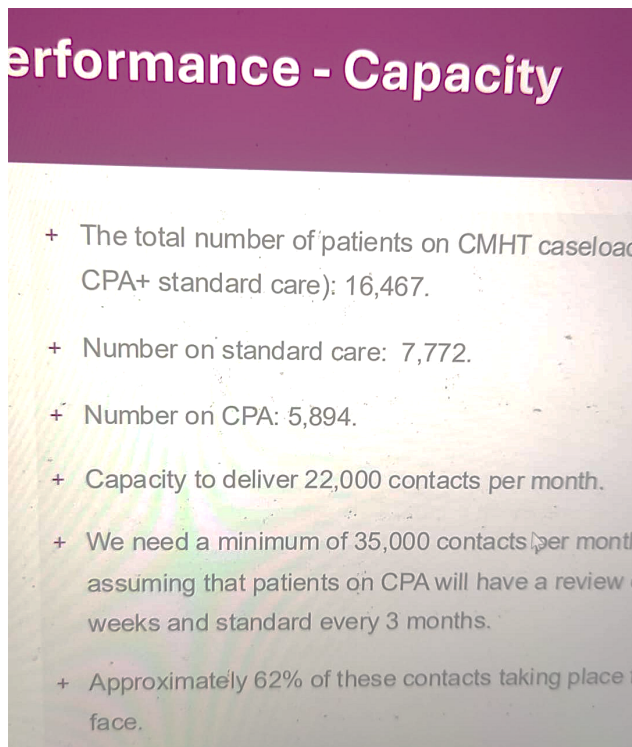 erformance - Capacity
+ The total number of patients on CMHT caseloa
CPA+ standard care): 16,467.
+ Number on standard care: 7,772.
+ Number on CPA: 5,894.
+ Capacity to deliver 22,000 contacts per month.
+ We need a minimum of 35,000 contacts per mont
assuming that patients on CPA will have a review
weeks and standard every 3 months.
+ Approximately 62% of these contacts taking place
face.